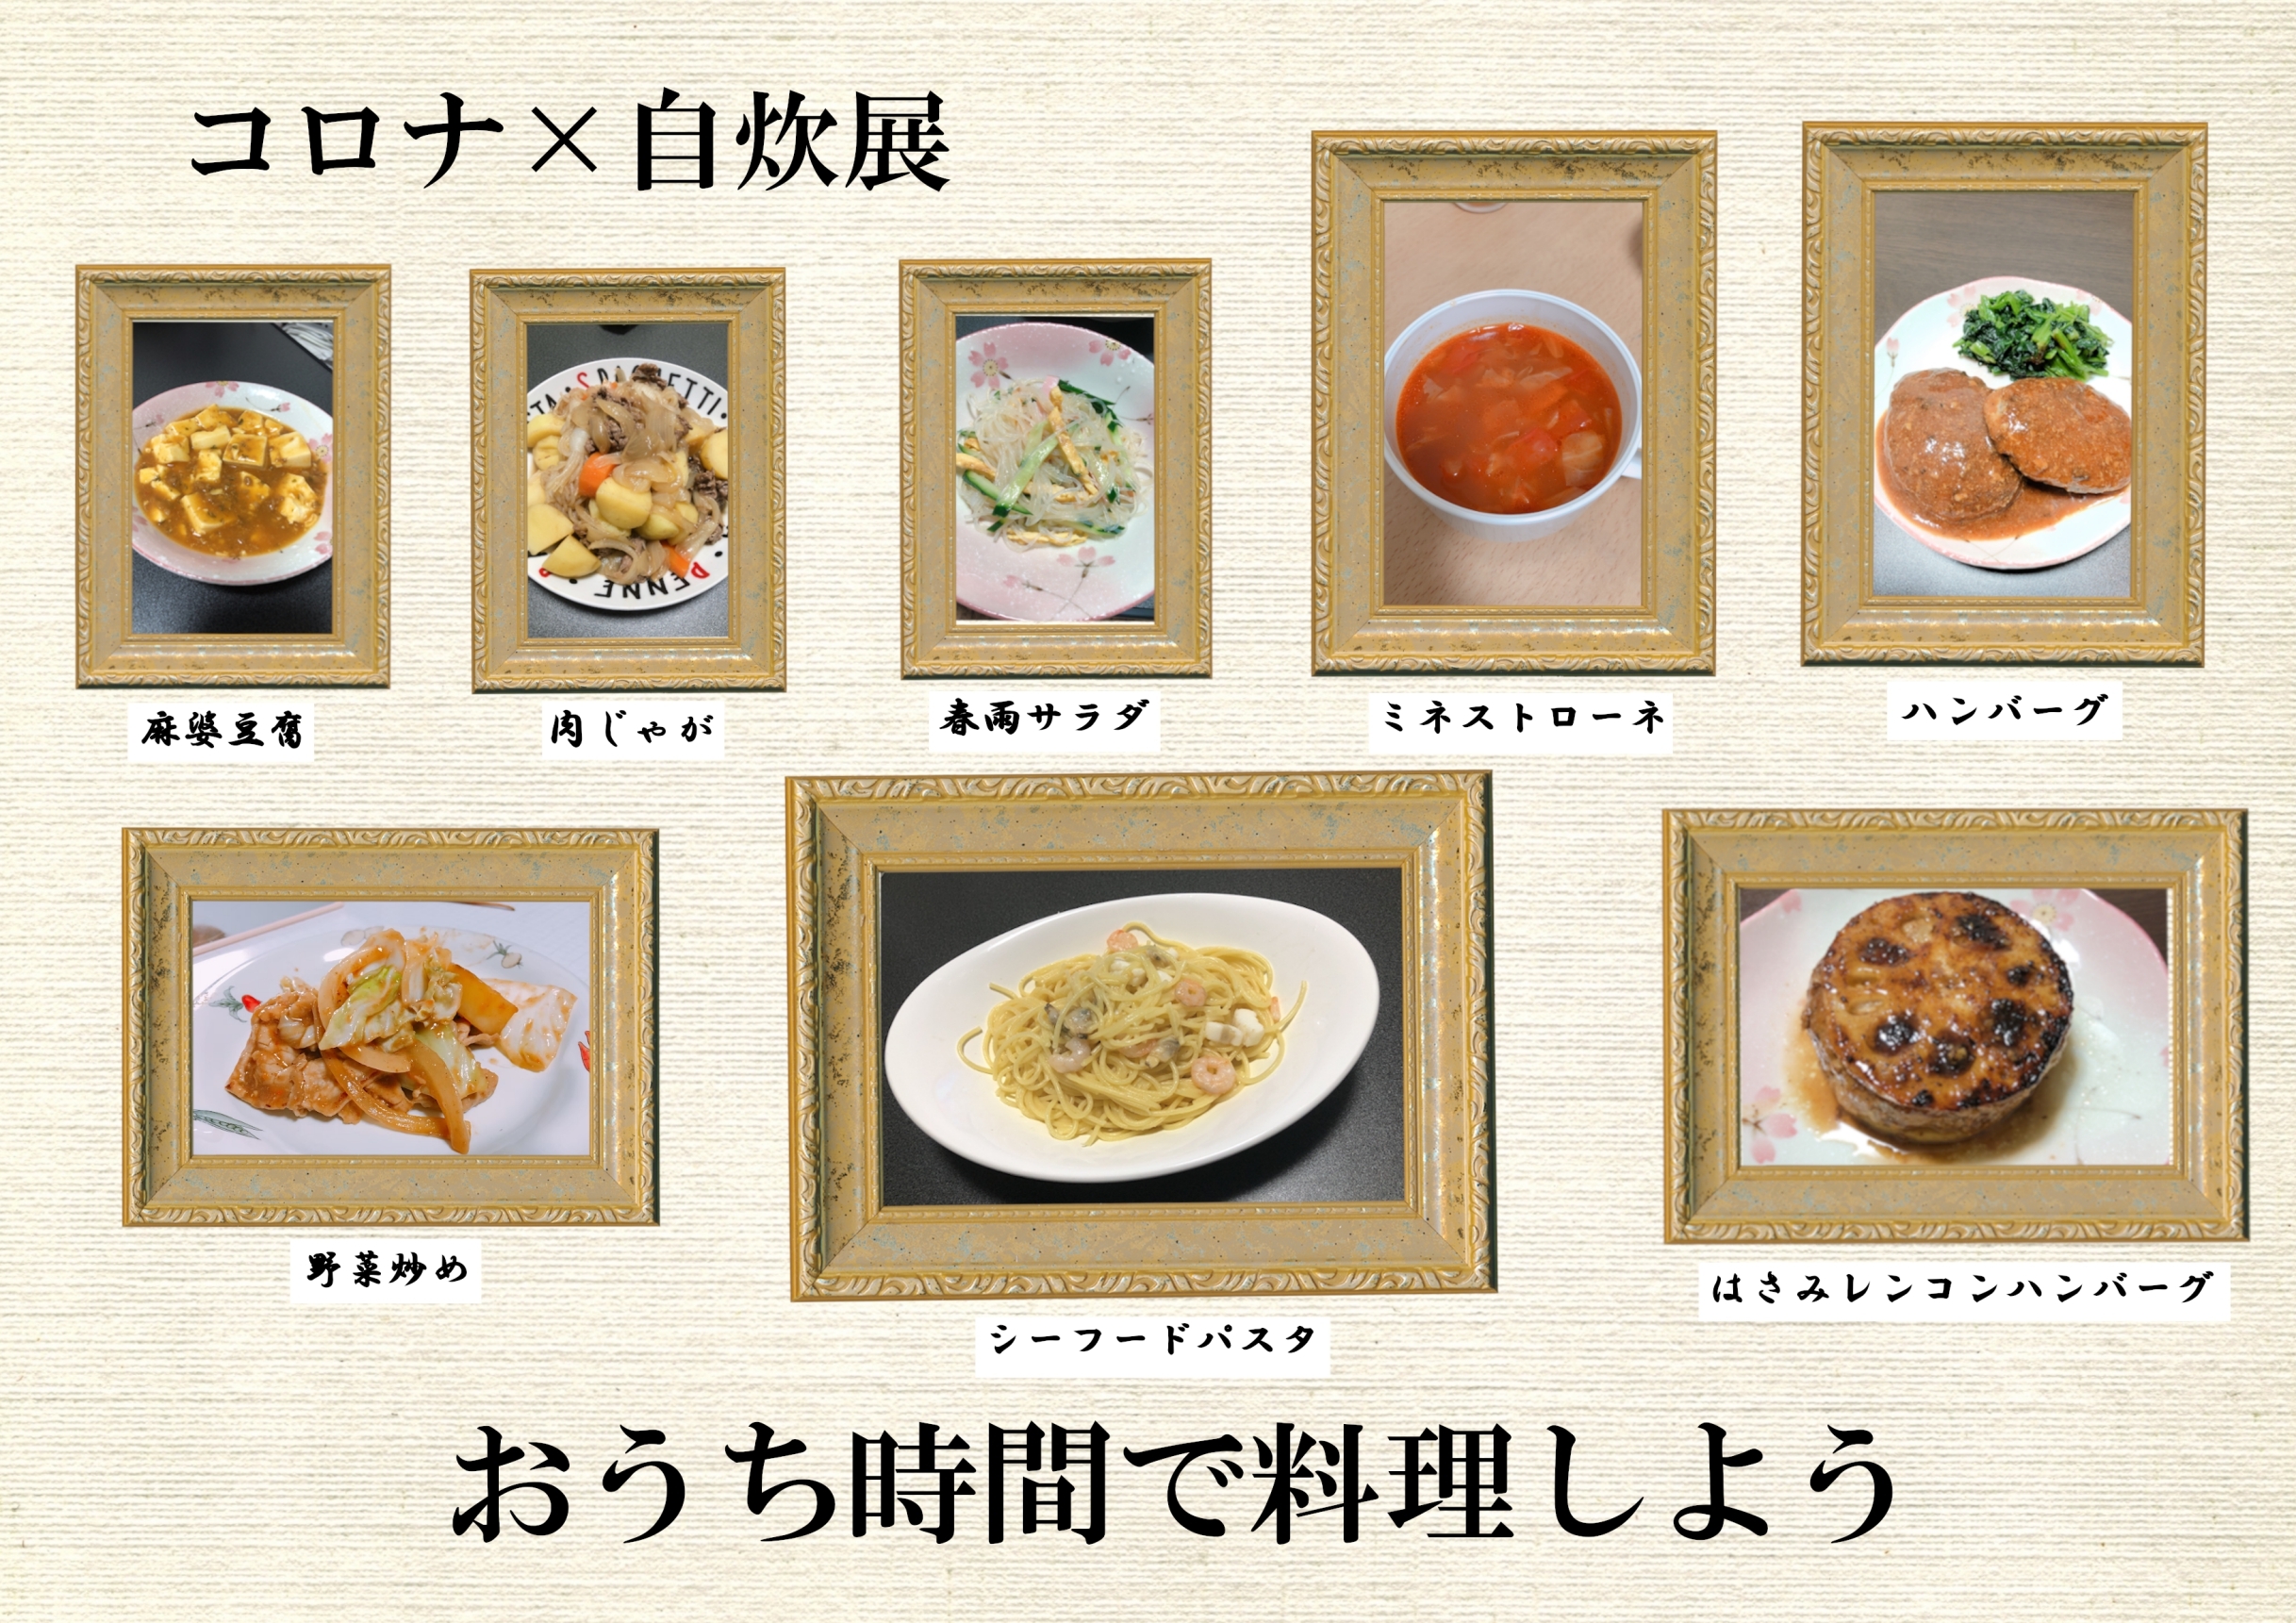 コロナ×自炊展
SPAGHETTI
PENNE
麻婆豆腐
肉じゃが
春雨サラダ
ミネストローネ
ハンバーグ
野菜炒め
シーフードパスタ
はさみレンコンハンバーグ
おうち時間で料理しよう